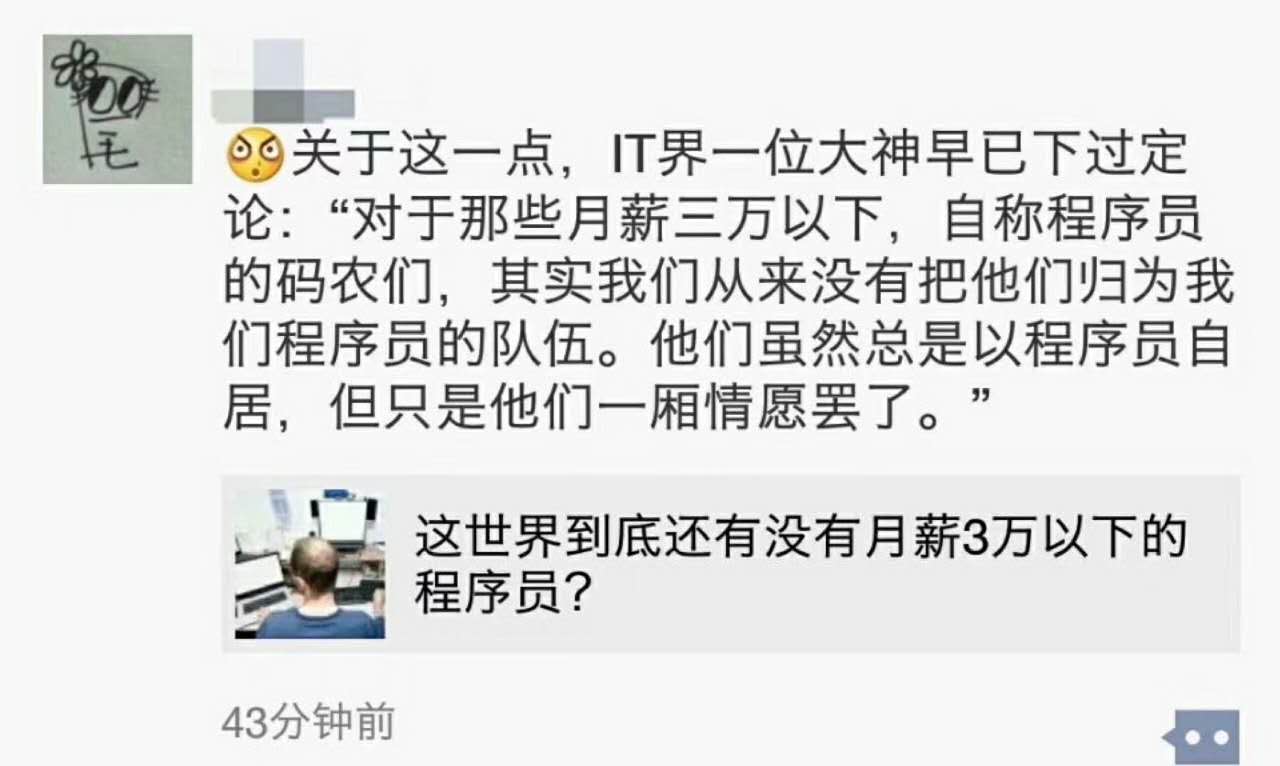 关于这一点，IT界一位大神早已下过定
论：“对于那些月薪三万以下，自称程序员
的码农们，其实我们从来没有把他们归为我
们程序员的队伍。他们虽然总是以程序员自
居，但只是他们一厢情愿罢了。”
这世界到底还有没有月薪3万以下的
程序员？
43分钟前